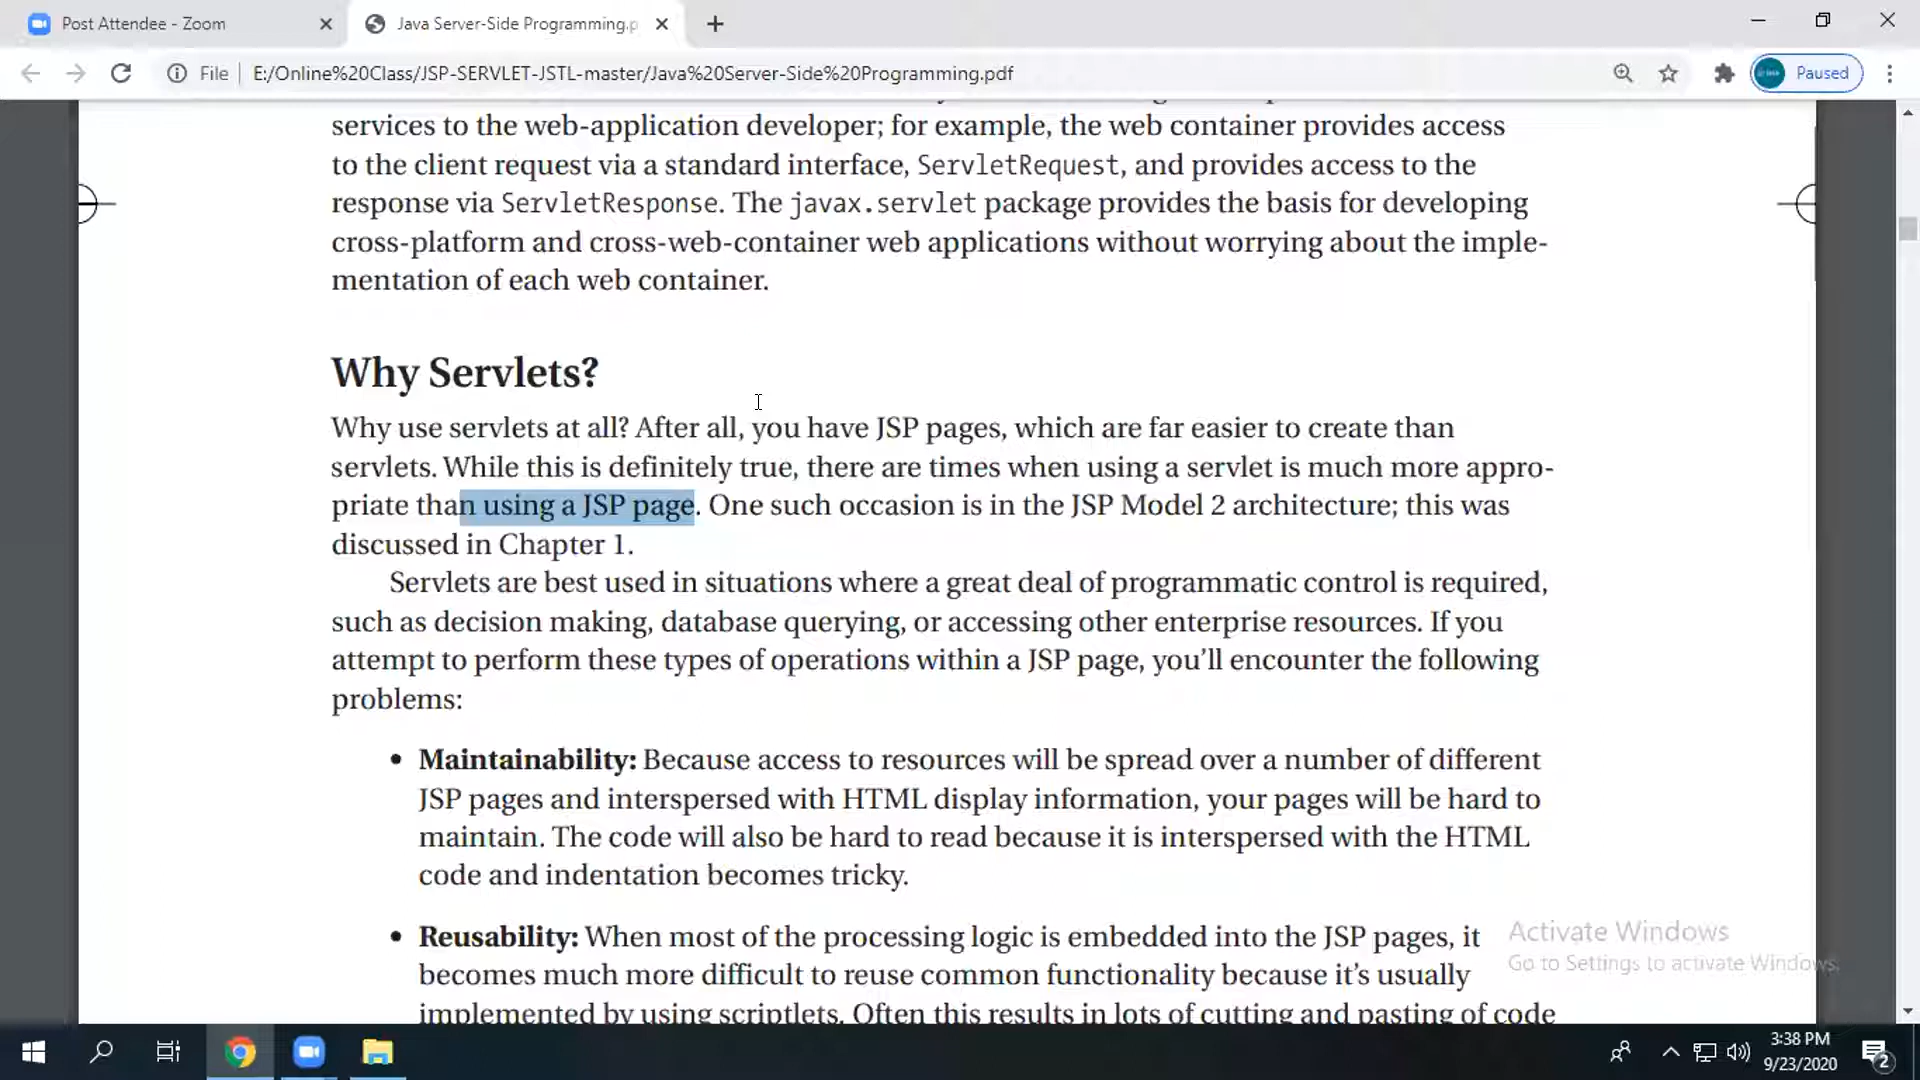 Post Attendee - Zoom
Java Server-Side Programming.p
File
E:/Online%20Class/JSP-SERVLET-JSTL-master/Java%20Server-Side%20Programming.pdf
Paused
services to the web-application developer; for example, the web container provides access
to the client request via a standard interface, ServletRequest, and provides access to the
response via ServletResponse. The javax.servlet package provides the basis for developing
cross-platform and cross-web-container web applications without worrying about the imple-
mentation of each web container.
Why Servlets?
Why use servlets at all? After all, you have JSP pages, which are far easier to create than
servlets. While this is definitely true, there are times when using a servlet is much more appro-
priate than using a JSP page. One such occasion is in the JSP Model 2 architecture; this was
discussed in Chapter 1.
Servlets are best used in situations where a great deal of programmatic control is required,
such as decision making, database querying, or accessing other enterprise resources. If you
attempt to perform these types of operations within a JSP page, you'll encounter the following
problems:
• Maintainability: Because access to resources will be spread over a number of different
JSP pages and interspersed with HTML display information, your pages will be hard to
maintain. The code will also be hard to read because it is interspersed with the HTML
code and indentation becomes tricky.
• Reusability: When most of the processing logic is embedded into the JSP pages, it
becomes much more difficult to reuse common functionality because it's usually
implemented by using scriptlets. Often this results in lots of cutting and pasting of code
Activate Windows
Go to Settings to activate Windows.
3:38 PM
9/23/2020
2